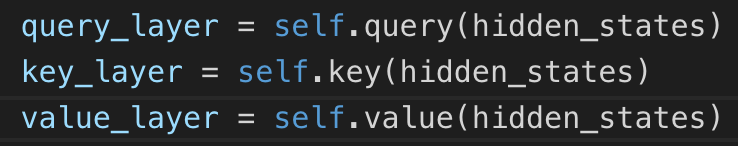 query_layer = self.query(hidden_states)
key_layer = self.key(hidden_states)
value_layer = self.value(hidden_states)